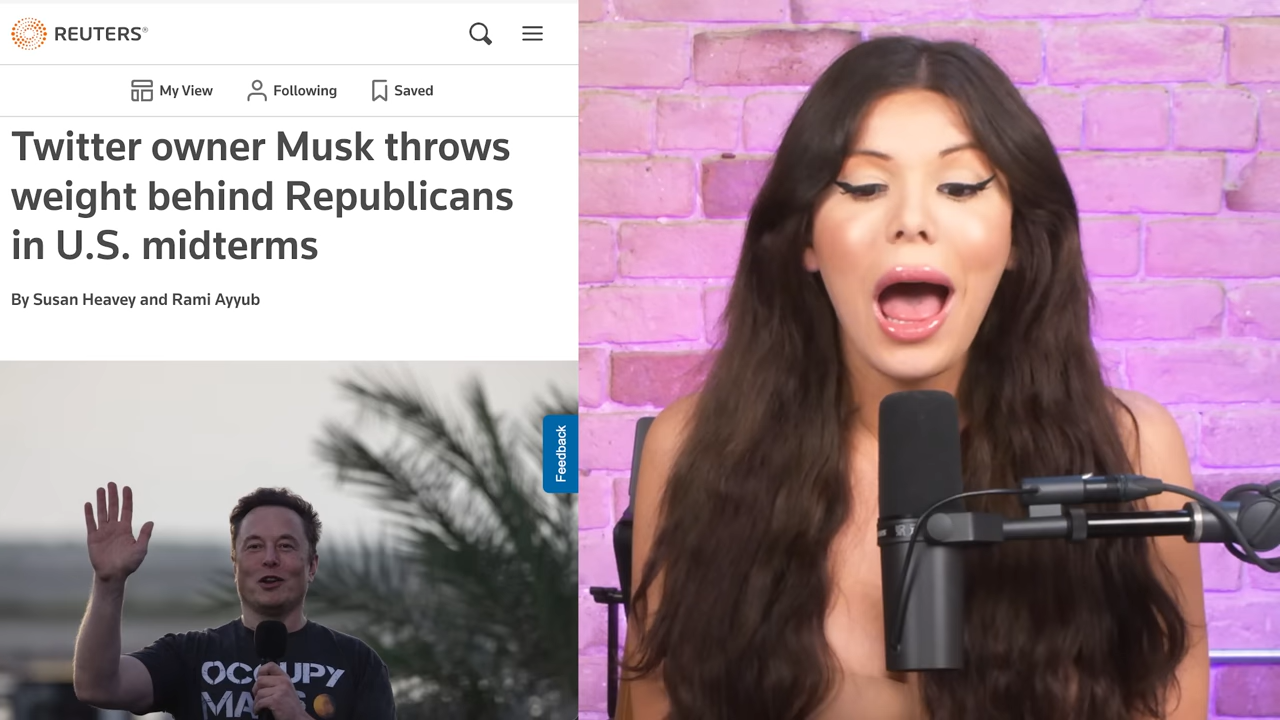 REUTERS®
My View
Following
Saved
Twitter owner Musk throws
weight behind Republicans
in U.S. midterms
By Susan Heavey and Rami Ayyub
Feedback
OCCUPY